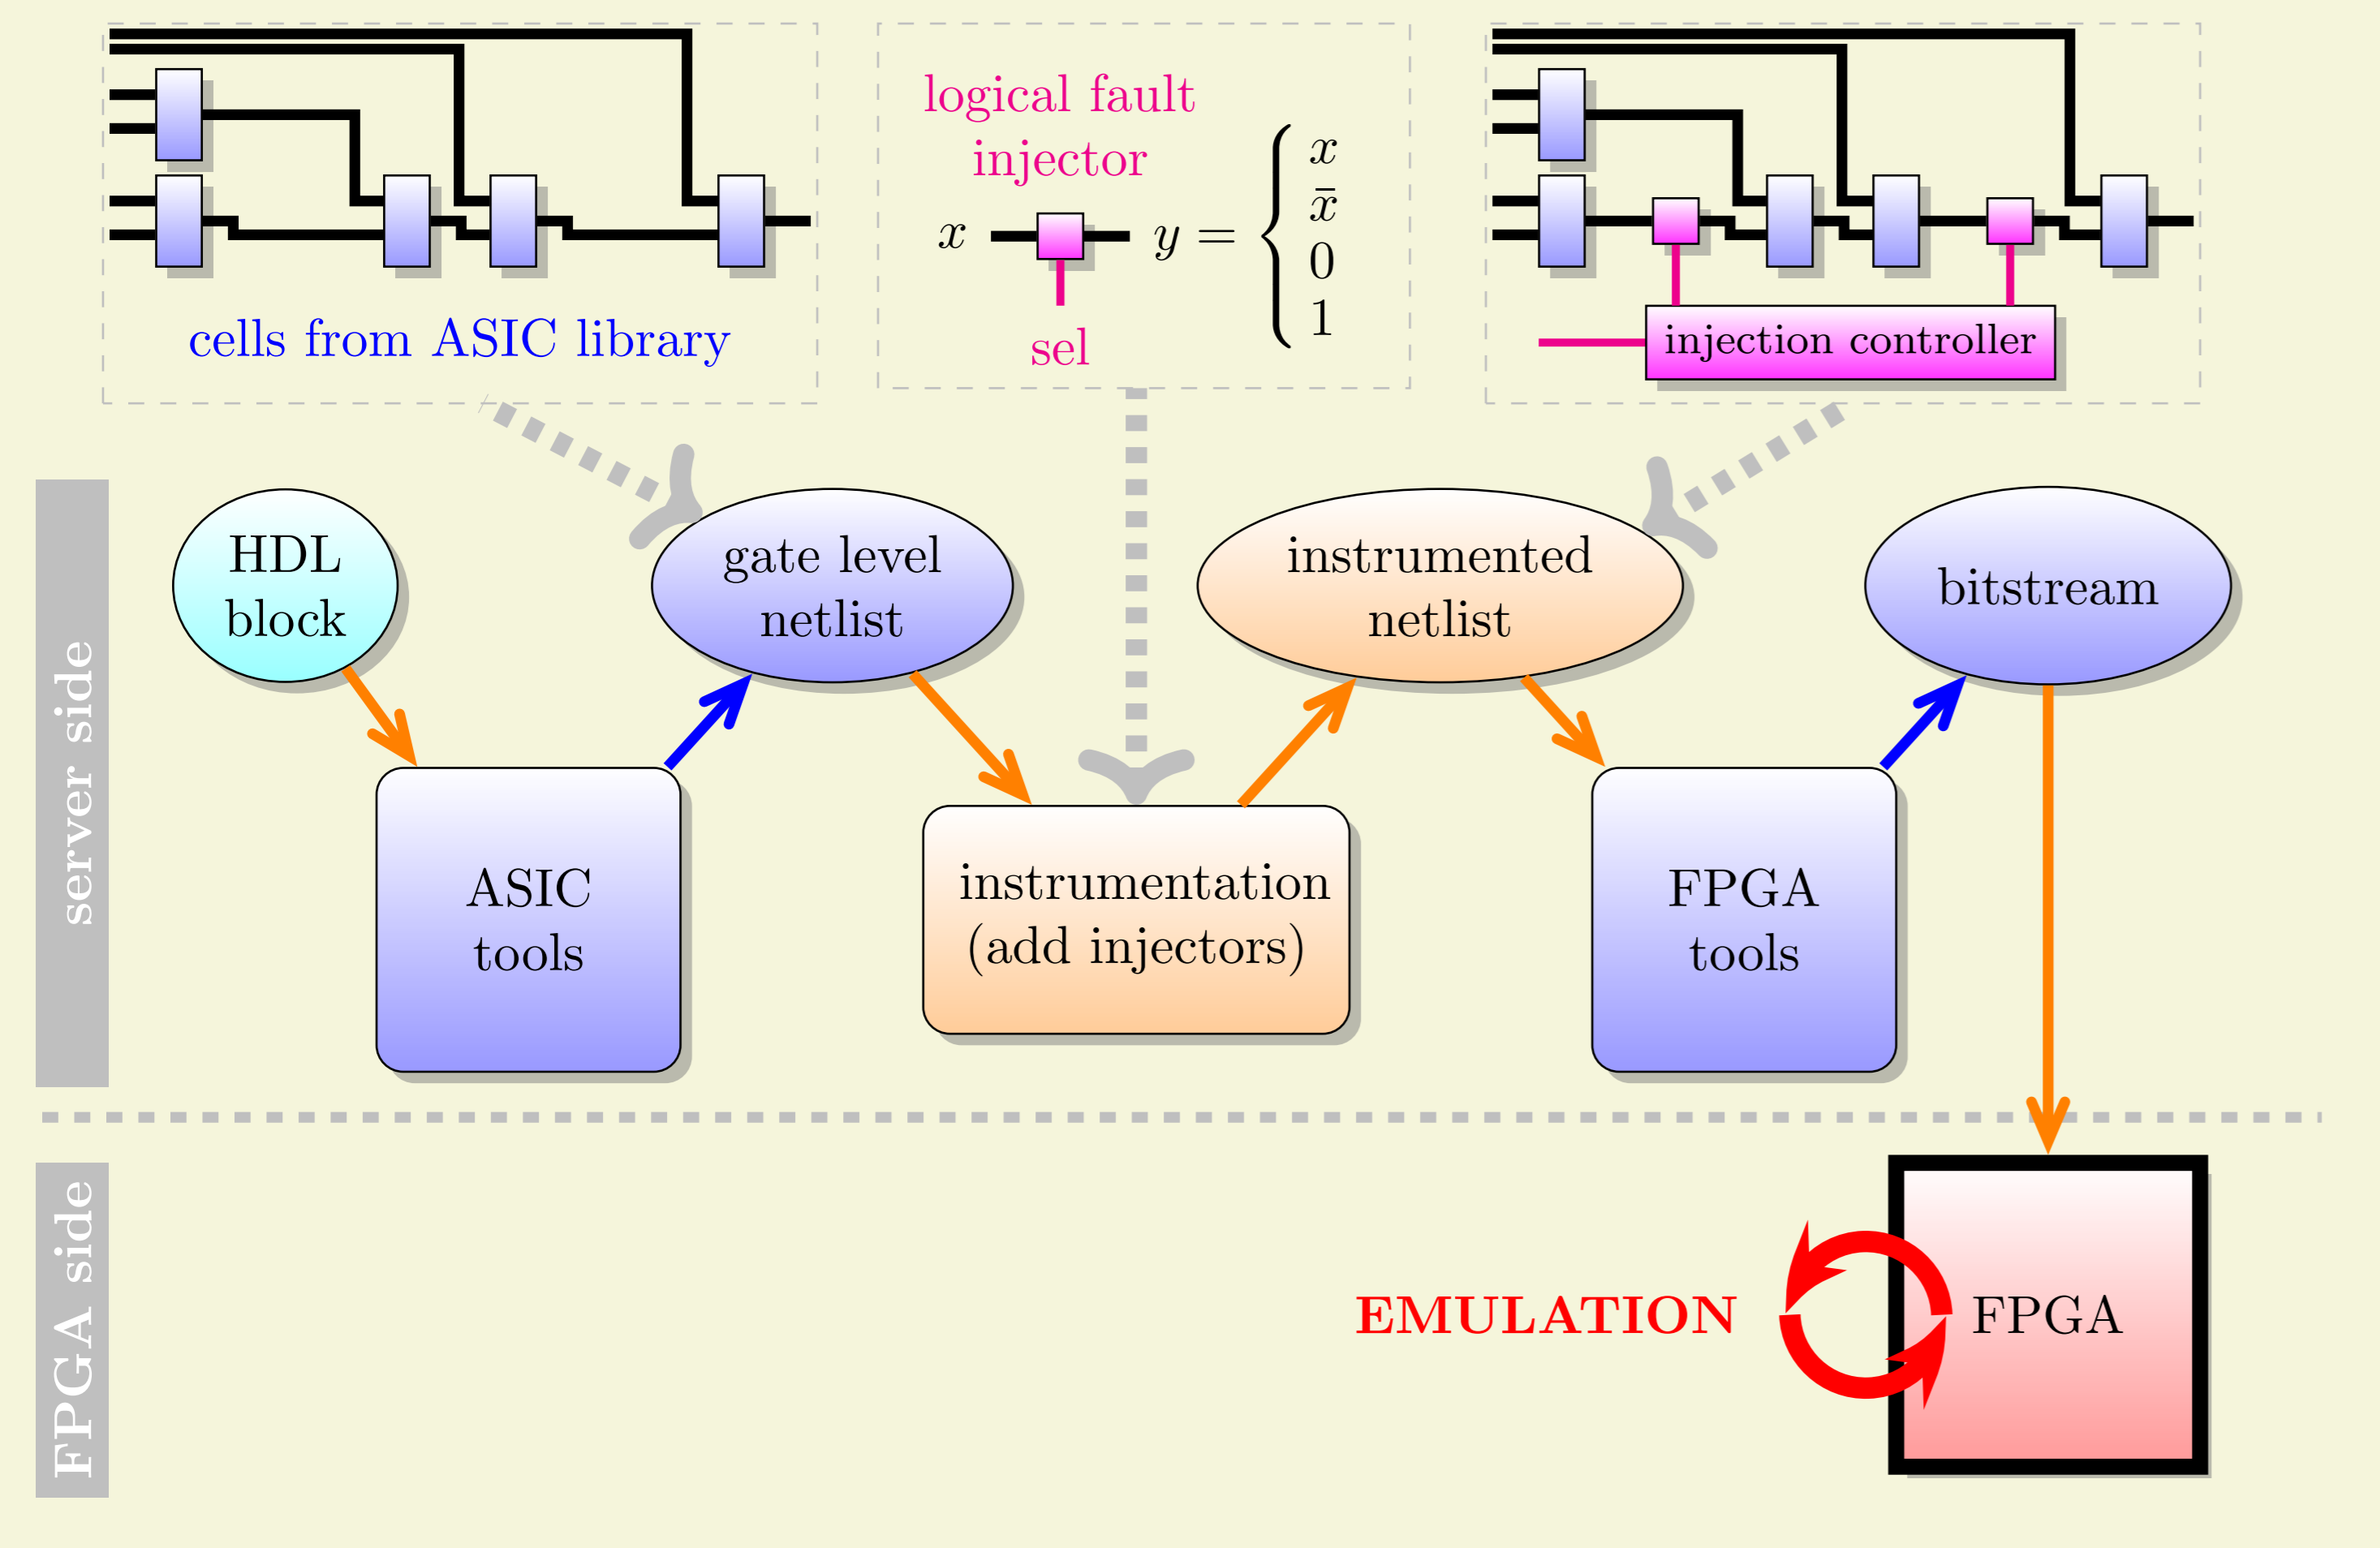 logical fault
injector
x
y =
x
x̄
0
1
sel
cells from ASIC library
injection controller
server side
HDL
block
gate level
netlist
instrumented
netlist
bitstream
ASIC
tools
instrumentation
(add injectors)
FPGA
tools
FPGA side
EMULATION
FPGA